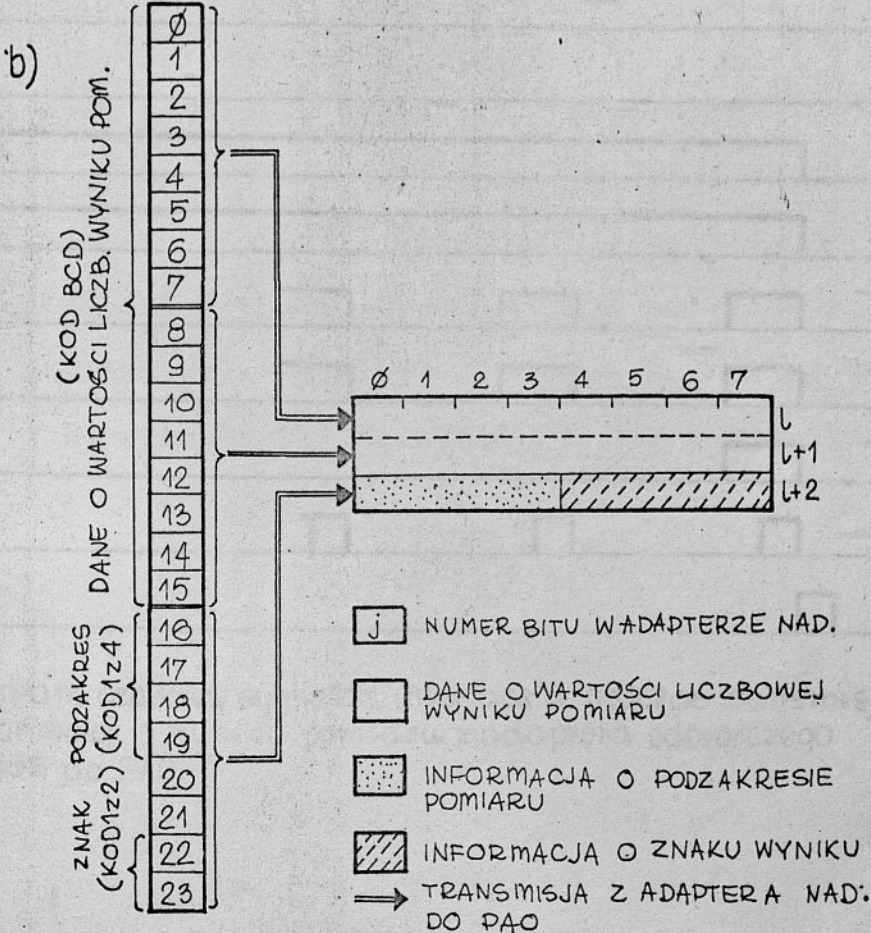 b)
DANE O WARTOŚCI LICZB. WYNIKU POM.
(KOD BCD)
PODZAKRES
(KOD1z4)
ZNAK
(KOD1z2)
Ø
1
2
3
4
5
6
7
8
9
10
11
12
13
14
15
16
17
18
19
20
21
22
23
Ø 1 2 3 4 5 6 7
l
l+1
l+2
j NUMER BITU W ADAPTERZE NAD.
DANE O WARTOŚCI LICZBOWEJ
WYNIKU POMIARU
INFORMACJA O PODZAKRESIE
POMIARU
INFORMACJA O ZNAKU WYNIKU
TRANSMISJA Z ADAPTERA NAD.
DO PAO